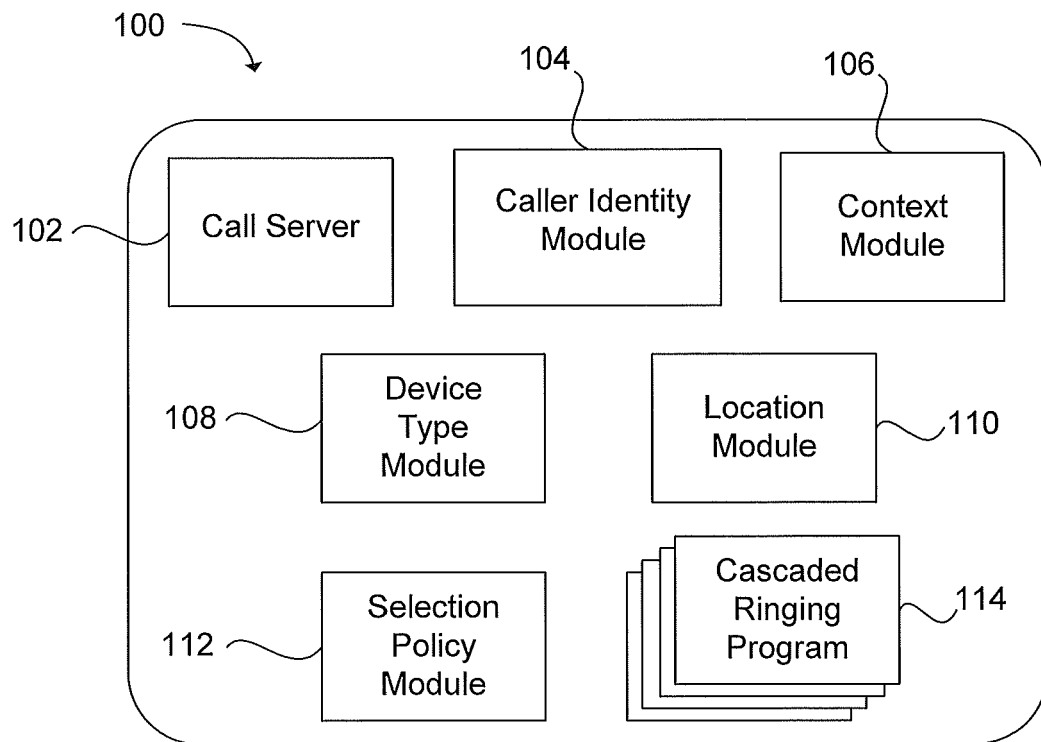 100
104
106
102
Call Server
Caller Identity
Module
Context
Module
108
Device
Type
Module
Location
Module
110
112
Selection
Policy
Module
Cascaded
Ringing
Program
114